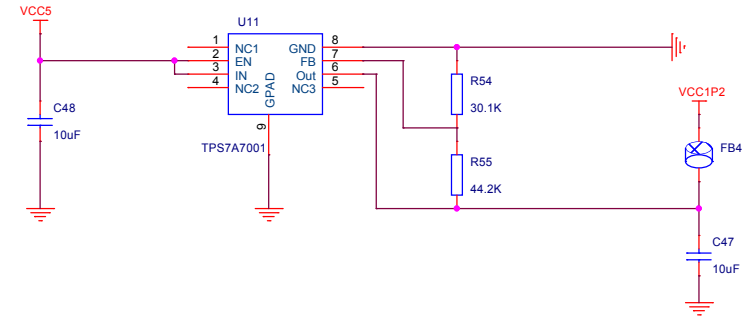 VCC5
U11
1 NC1 GND 8
2 EN FB 7
3 IN Out 6
4 NC2 NC3 5
GPAD
9
TPS7A7001
C48
10uF
R54
30.1K
R55
44.2K
VCC1P2
FB4
C47
10uF